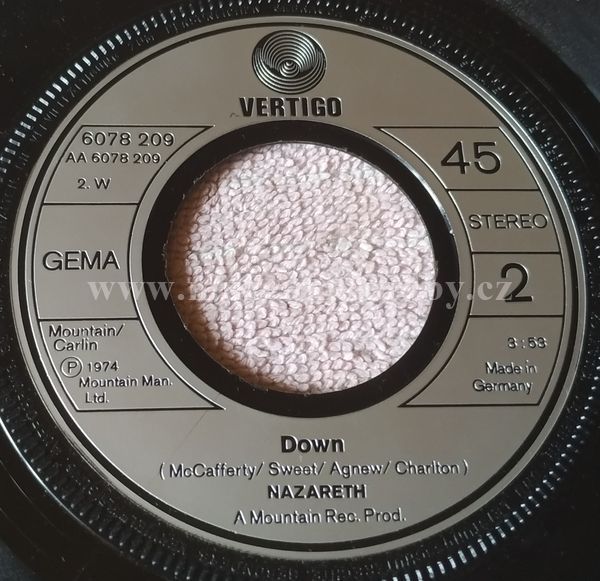 VERTIGO
6078 209
AA 6078 209
2. W
GEMA
Mountain/
Carlin
Ⓟ 1974
Mountain Man.
Ltd.
45
STEREO
2
3:53
Made in
Germany
Down
(McCafferty/Sweet/Agnew/Charlton)
NAZARETH
A Mountain Rec. Prod.